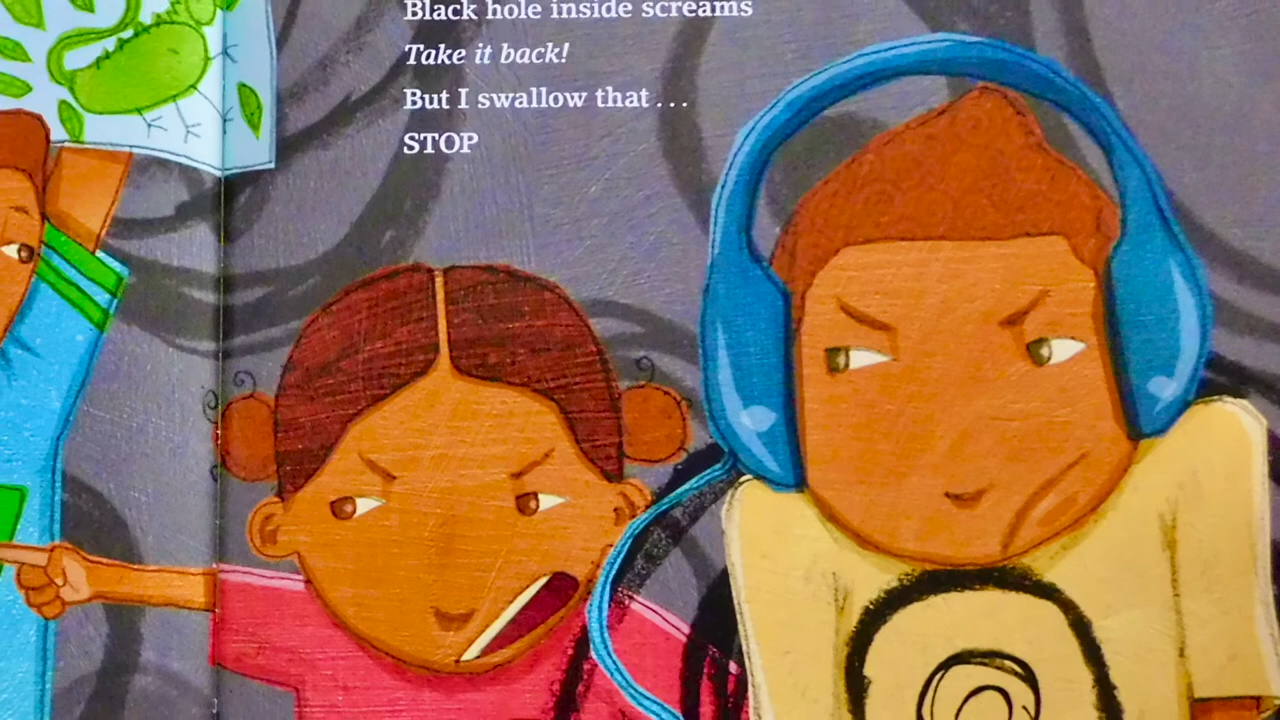 Black hole inside screams
Take it back!
But I swallow that . . .
STOP